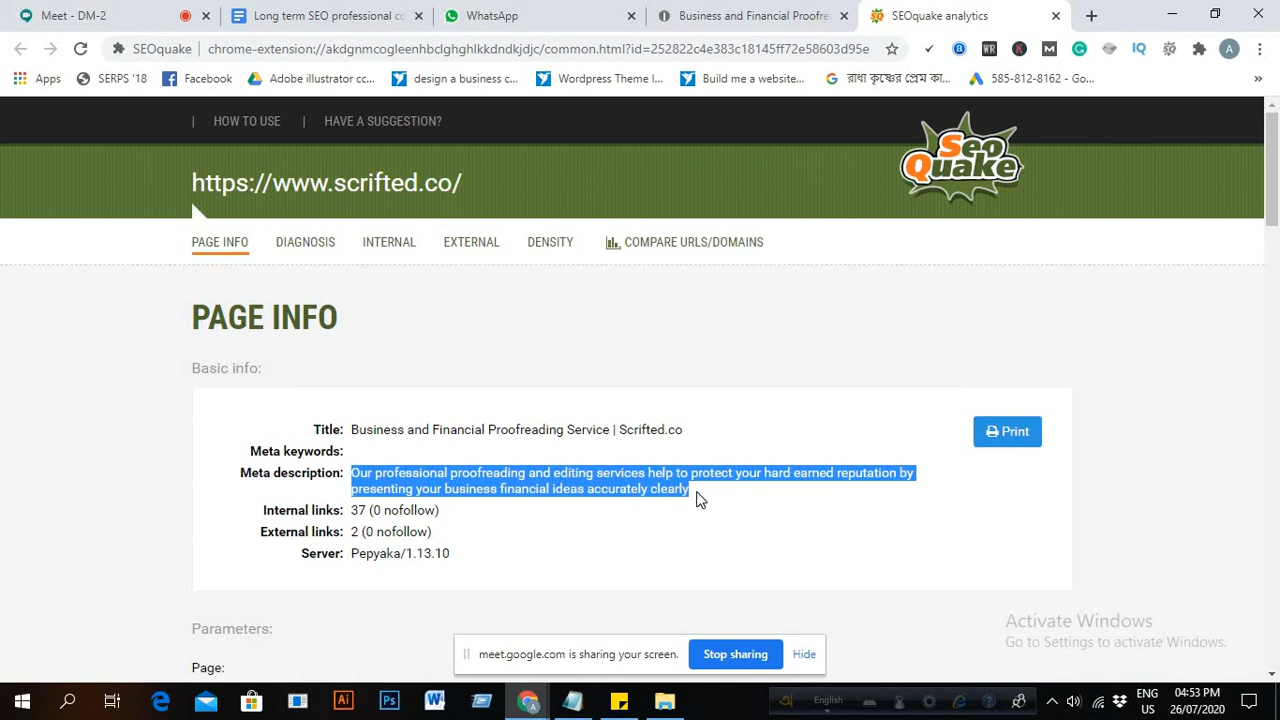 Meet - DM-2
Long term SEO professional cc
WhatsApp
Business and Financial Proofre
SEOquake analytics
SEOquake
chrome-extension://akdgnmcogleenhbclghghlkkdndkjdjc/common.html?id=252822c4e383c18145ff72e58603d95e
Apps
SERPS '18
Facebook
Adobe illustrator cc...
design a business c...
Wordpress Theme I...
Build me a website...
রাধা কৃষ্ণের প্রেম কা...
585-812-8162 - Go...
»
| HOW TO USE | HAVE A SUGGESTION?
Seo
Quake
https://www.scrifted.co/
PAGE INFO DIAGNOSIS INTERNAL EXTERNAL DENSITY COMPARE URLS/DOMAINS
PAGE INFO
Basic info:
Title: Business and Financial Proofreading Service | Scrifted.co
Print
Meta keywords:
Meta description: Our professional proofreading and editing services help to protect your hard earned reputation by
presenting your business financial ideas accurately clearly
Internal links: 37 (0 nofollow)
External links: 2 (0 nofollow)
Server: Pepyaka/1.13.10
Activate Windows
Go to Settings to activate Windows.
Parameters:
meet.google.com is sharing your screen. Stop sharing Hide
Page:
English
ENG
US
04:53 PM
26/07/2020